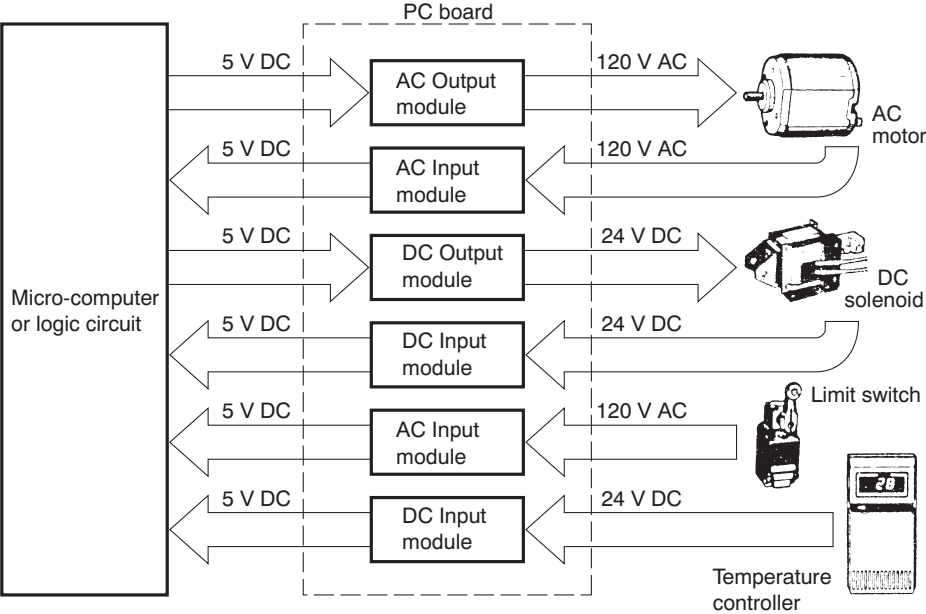 PC board
5 V DC
AC Output
module
120 V AC
AC
motor
5 V DC
AC Input
module
120 V AC
5 V DC
DC Output
module
24 V DC
DC
solenoid
Micro-computer
or logic circuit
5 V DC
DC Input
module
24 V DC
5 V DC
AC Input
module
120 V AC
Limit switch
5 V DC
DC Input
module
24 V DC
28
Temperature
controller